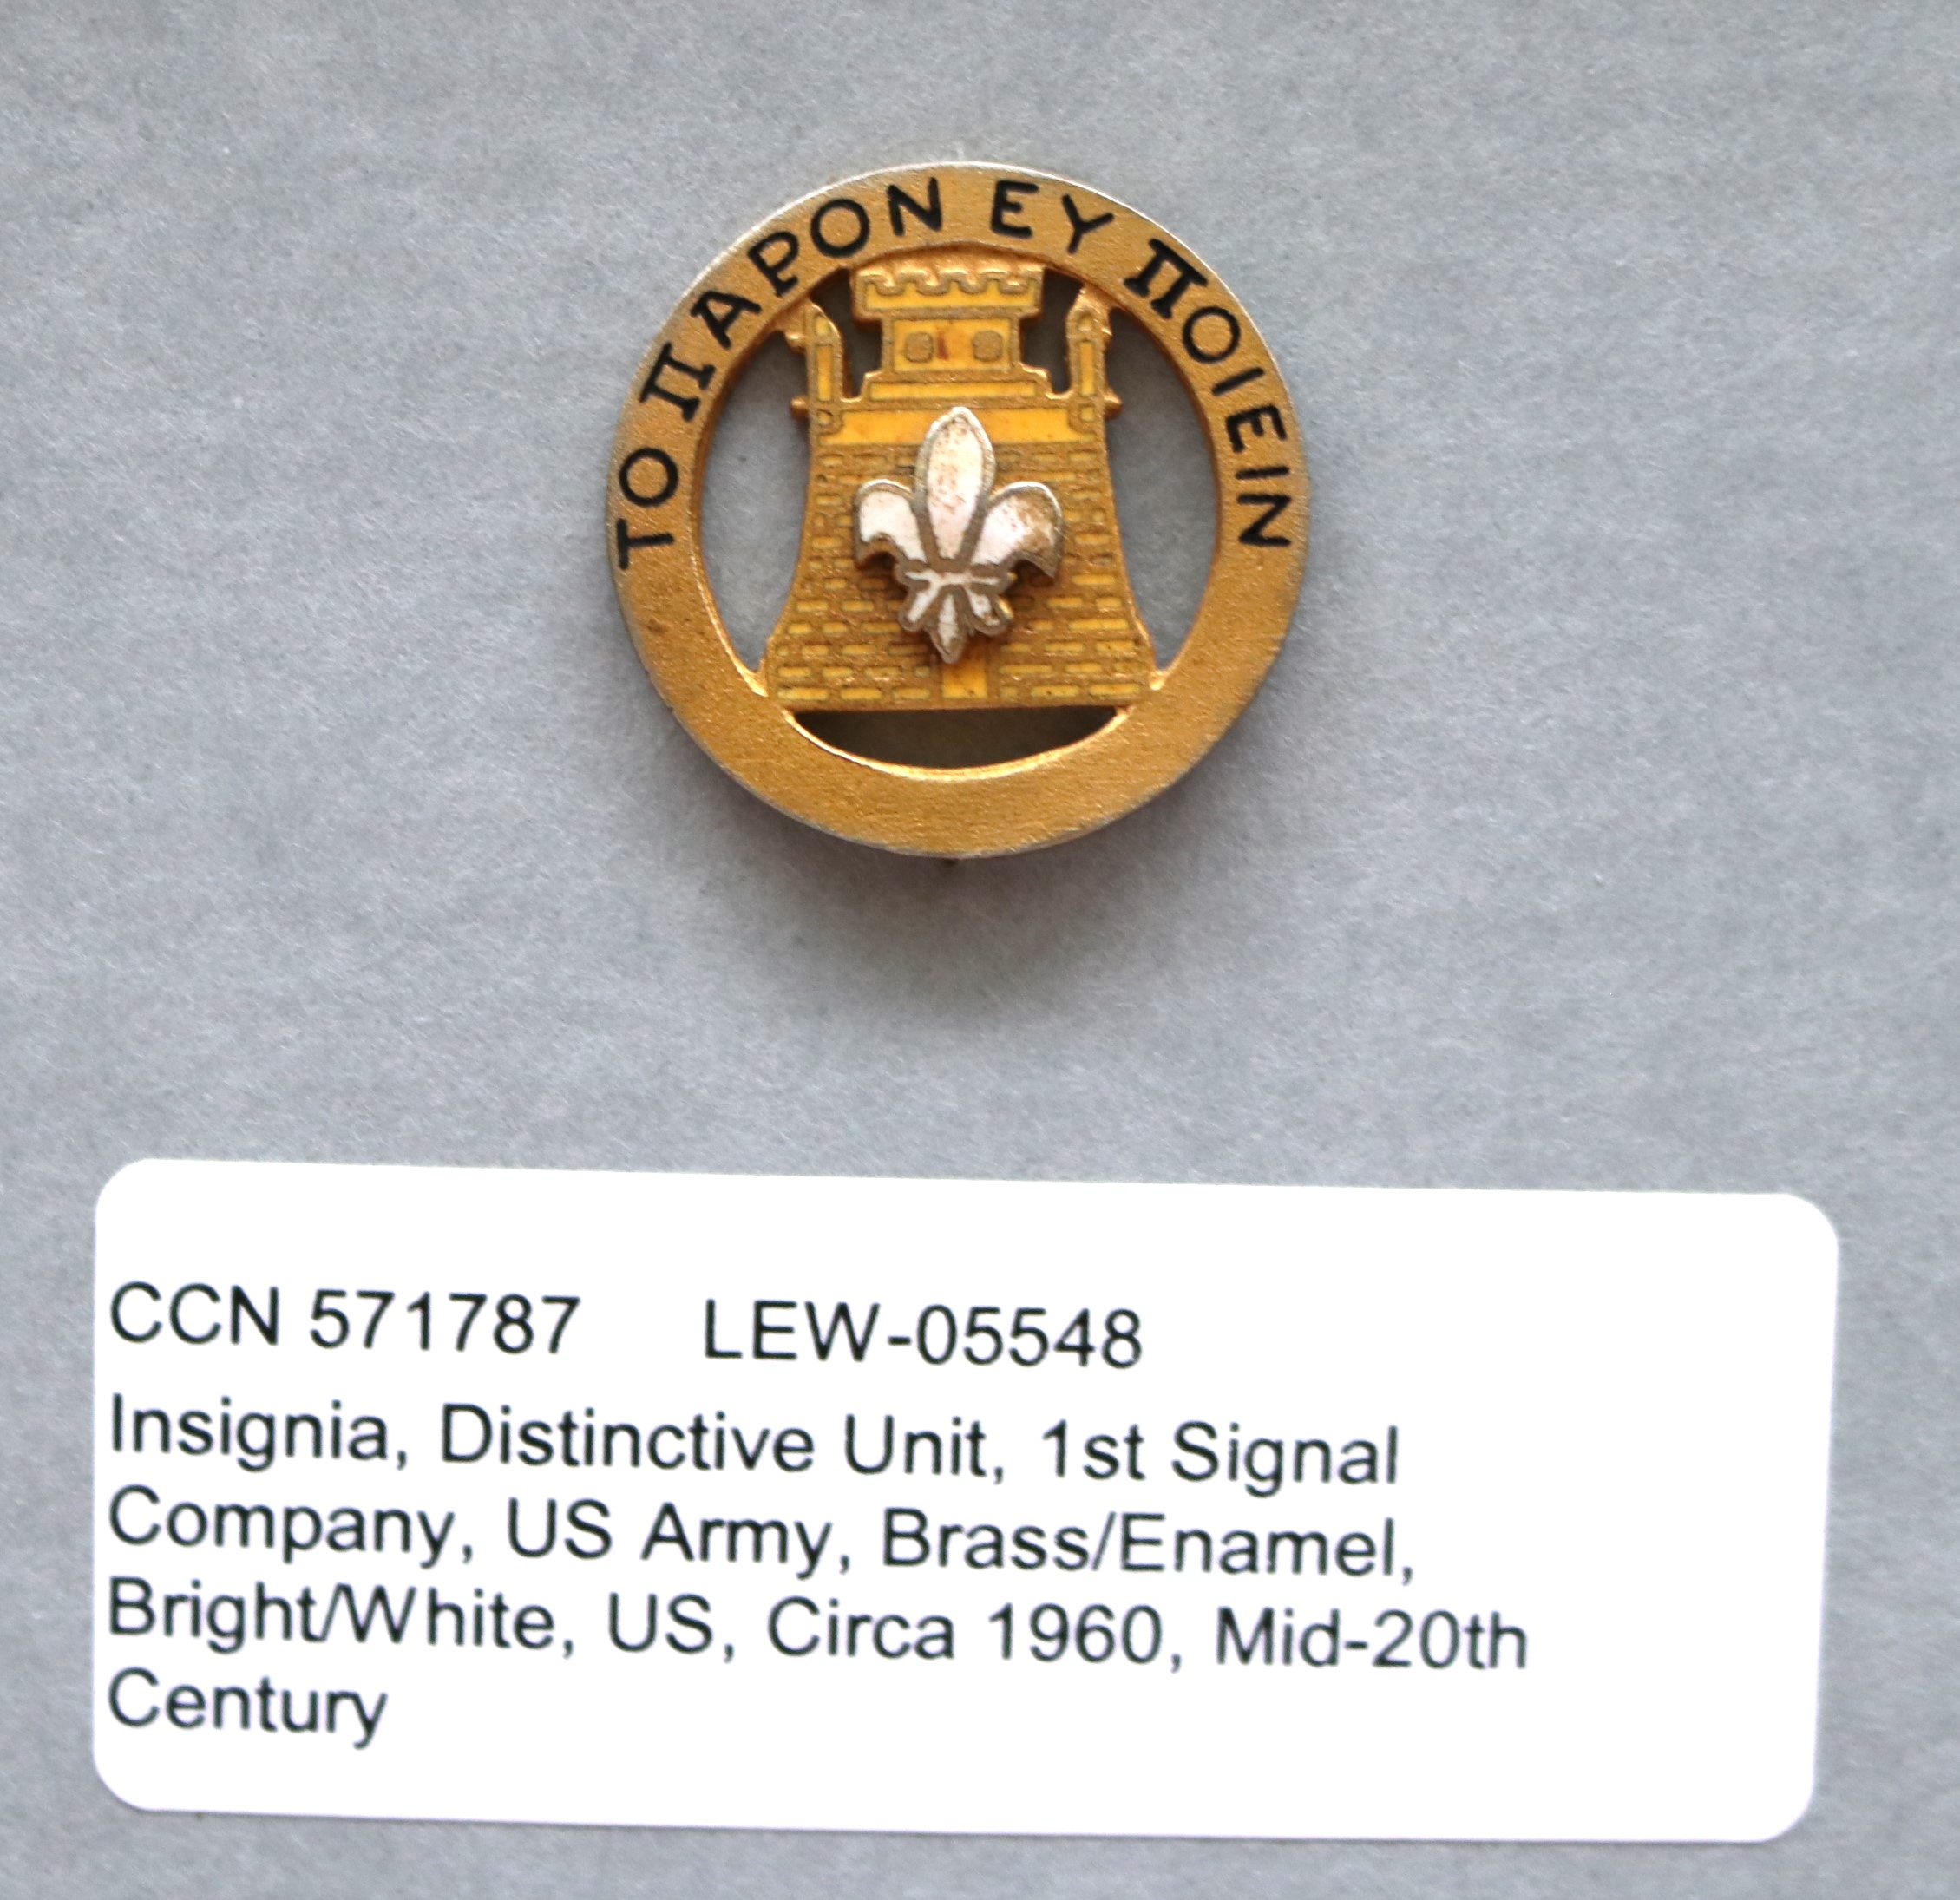 ΤΟ ΠΑΡΟΝ ΕΥ ΠΟΙΕΙΝ
CCN 571787 LEW-05548
Insignia, Distinctive Unit, 1st Signal
Company, US Army, Brass/Enamel,
Bright/White, US, Circa 1960, Mid-20th
Century